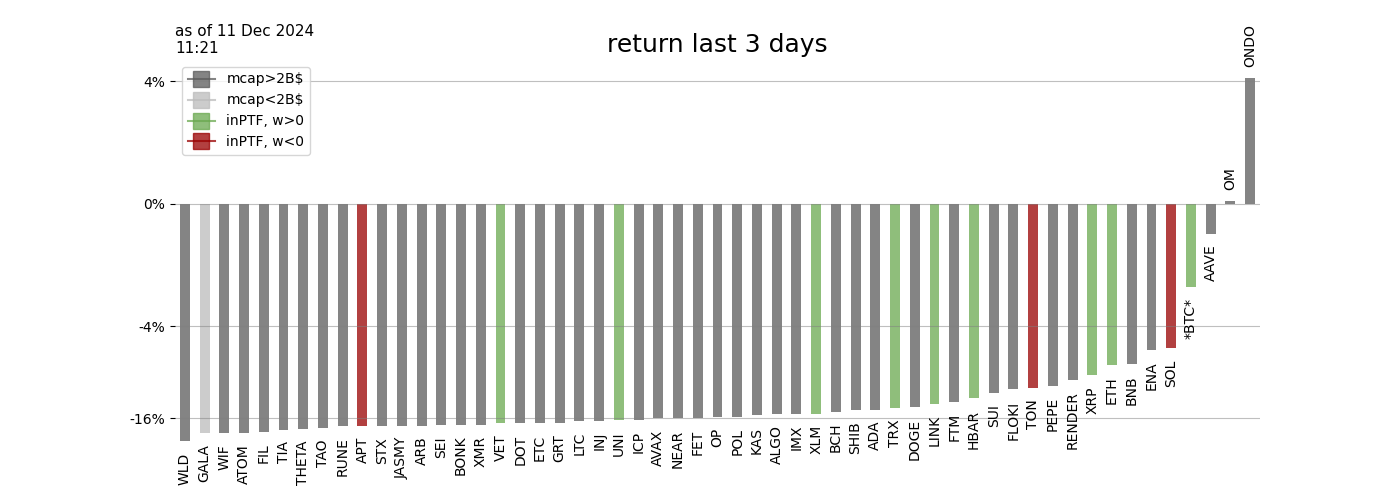 as of 11 Dec 2024
11:21
return last 3 days
mcap>2B$
mcap<2B$
inPTF, w>0
inPTF, w<0
4%
0%
-4%
-16%
WLD
GALA
WIF
ATOM
FIL
TIA
THETA
TAO
RUNE
APT
STX
JASMY
ARB
SEI
BONK
XMR
VET
DOT
ETC
GRT
LTC
INJ
UNI
ICP
AVAX
NEAR
FET
OP
POL
KAS
ALGO
IMX
XLM
BCH
SHIB
ADA
TRX
DOGE
LINK
FTM
HBAR
SUI
FLOKI
TON
PEPE
RENDER
XRP
ETH
BNB
ENA
SOL
*BTC*
AAVE
OM
ONDO